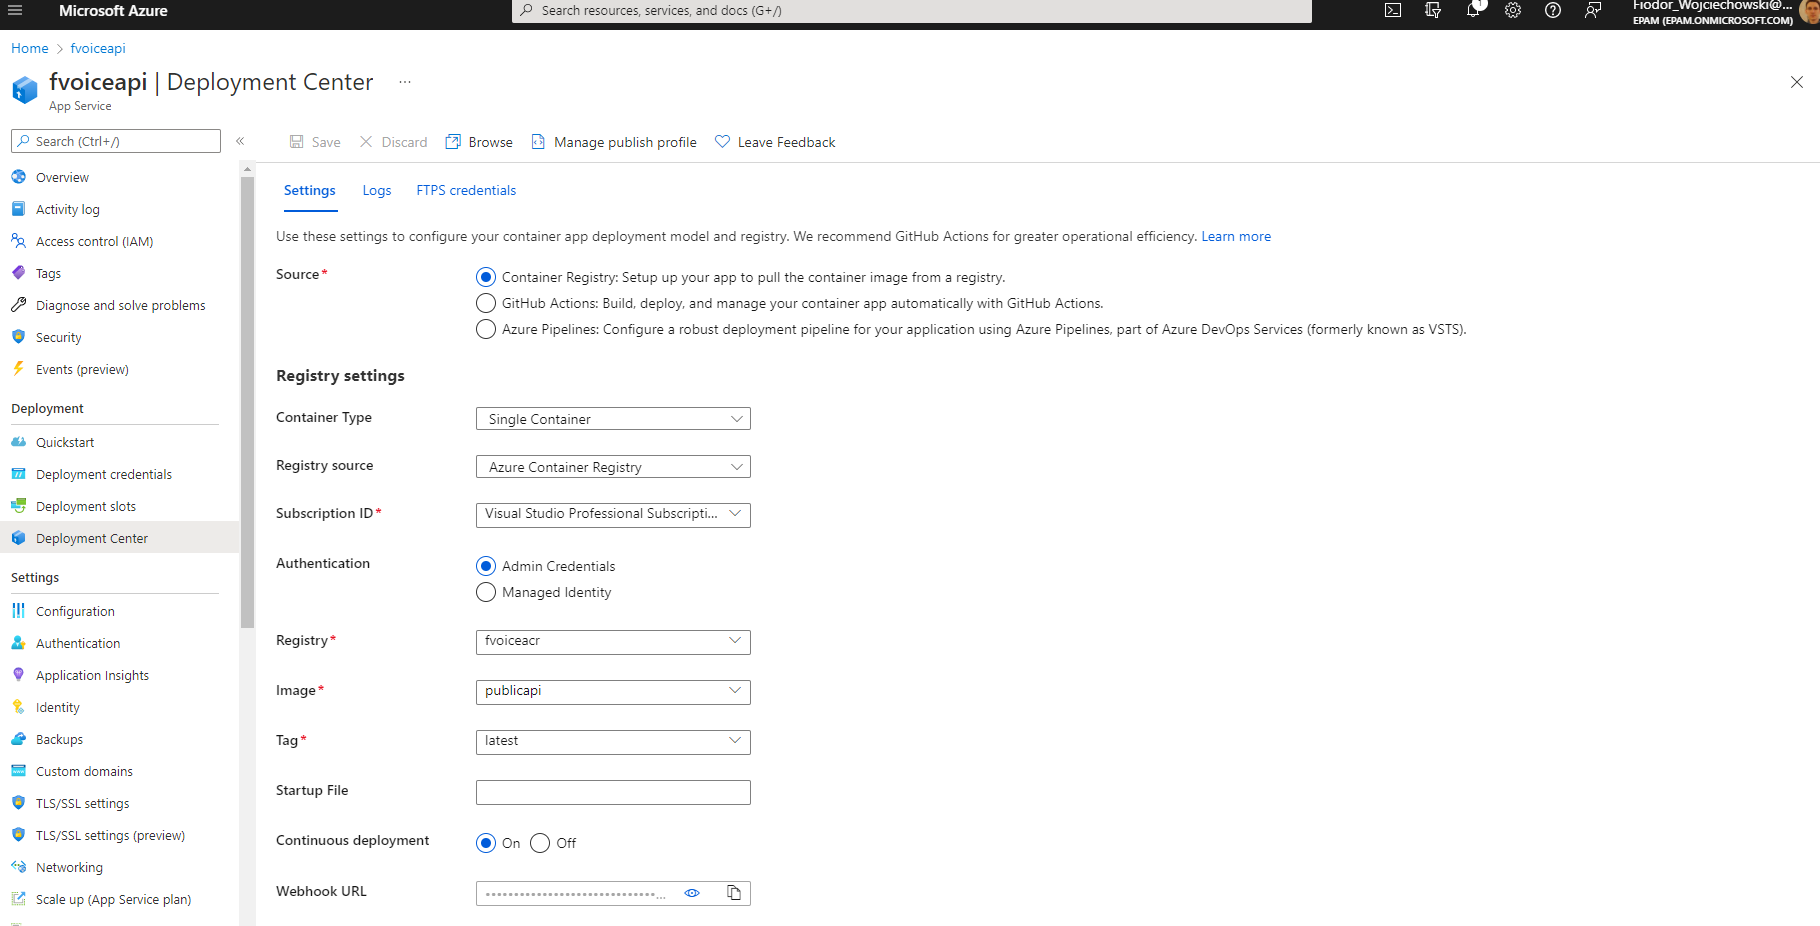 Microsoft Azure
Search resources, services, and docs (G+/)
1
Fiodor_Wojciechowski@...
EPAM (EPAM.ONMICROSOFT.COM)
Home > fvoiceapi
fvoiceapi | Deployment Center ...
App Service
Search (Ctrl+/)
«
Save
Discard
Browse
Manage publish profile
Leave Feedback
Overview
Activity log
Access control (IAM)
Tags
Diagnose and solve problems
Security
Events (preview)
Deployment
Quickstart
Deployment credentials
Deployment slots
Deployment Center
Settings
Configuration
Authentication
Application Insights
Identity
Backups
Custom domains
TLS/SSL settings
TLS/SSL settings (preview)
Networking
Scale up (App Service plan)
Settings
Logs
FTPS credentials
Use these settings to configure your container app deployment model and registry. We recommend GitHub Actions for greater operational efficiency. Learn more
Source*
Container Registry: Setup up your app to pull the container image from a registry.
GitHub Actions: Build, deploy, and manage your container app automatically with GitHub Actions.
Azure Pipelines: Configure a robust deployment pipeline for your application using Azure Pipelines, part of Azure DevOps Services (formerly known as VSTS).
Registry settings
Container Type
Single Container
Registry source
Azure Container Registry
Subscription ID*
Visual Studio Professional Subscripti...
Authentication
Admin Credentials
Managed Identity
Registry*
fvoiceacr
Image*
publicapi
Tag*
latest
Startup File
Continuous deployment
On
Off
Webhook URL
••••••••••••••••••••••••••••••...